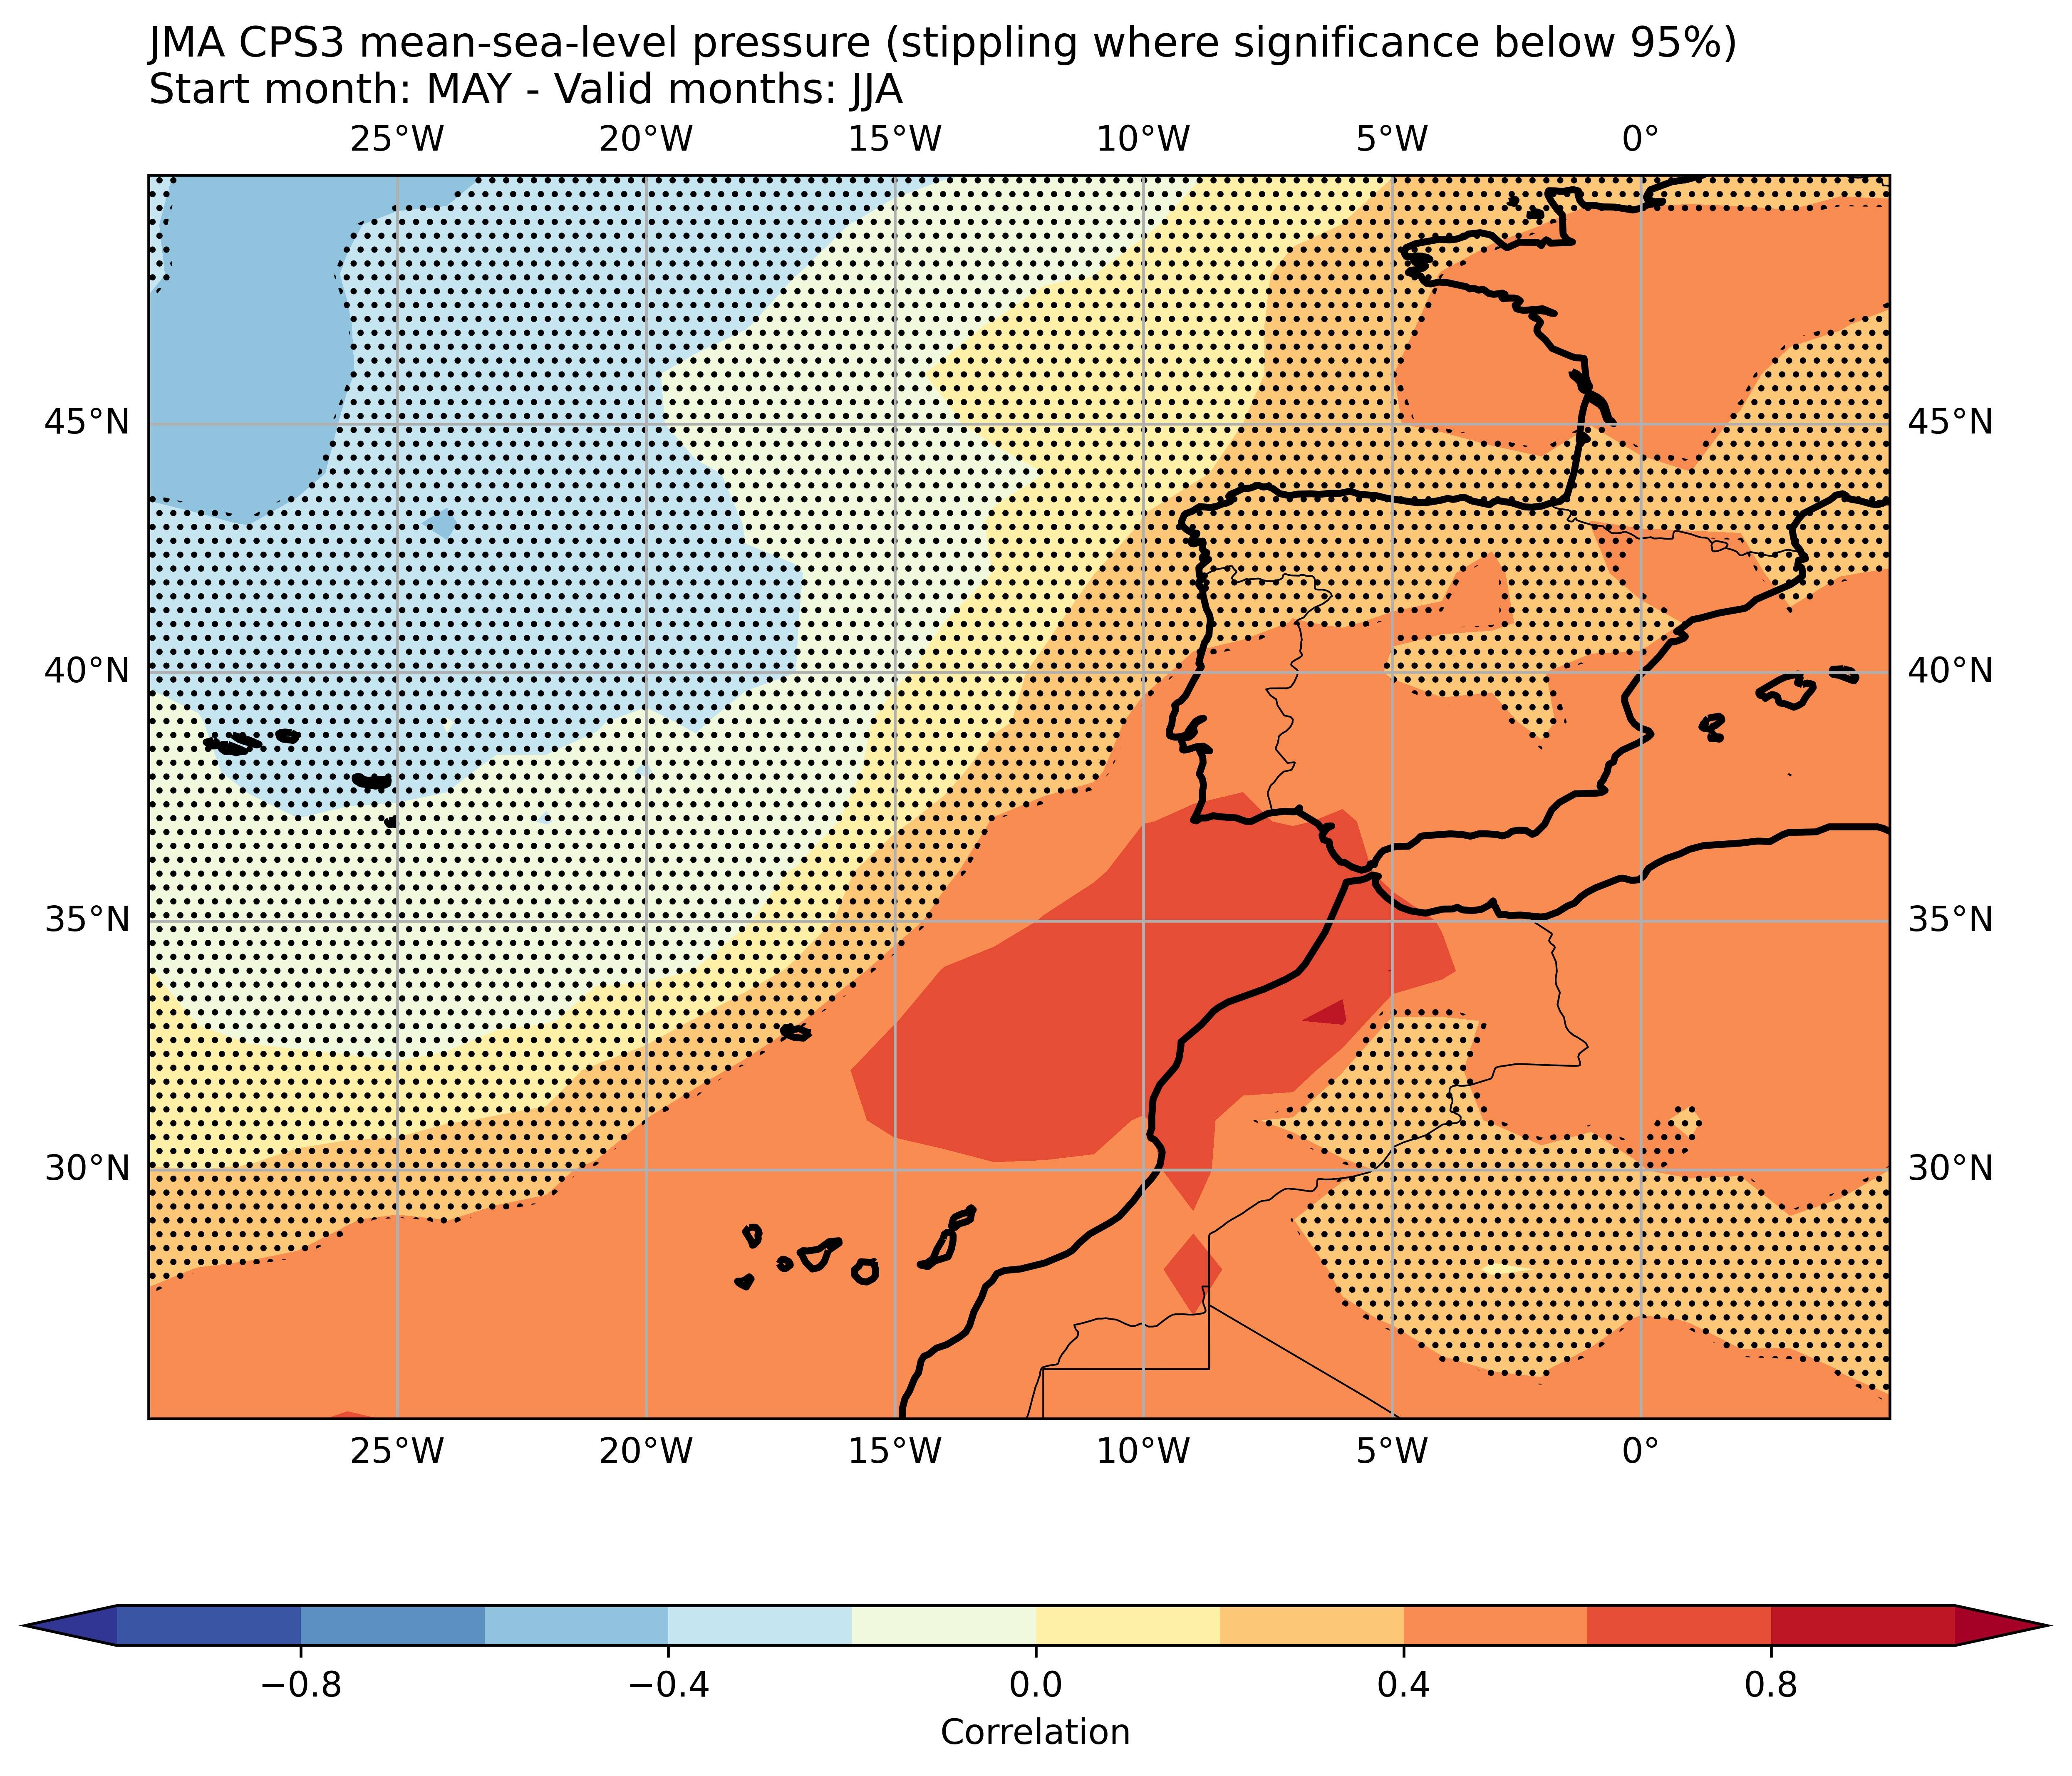 JMA CPS3 mean-sea-level pressure (stippling where significance below 95%)
Start month: MAY - Valid months: JJA
25°W 20°W 15°W 10°W 5°W 0°
45°N 45°N
40°N 40°N
35°N 35°N
30°N 30°N
25°W 20°W 15°W 10°W 5°W 0°
−0.8 −0.4 0.0 0.4 0.8
Correlation